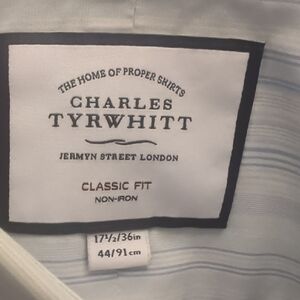 THE HOME OF PROPER SHIRTS
CHARLES
TYRWHITT
JERMYN STREET LONDON
CLASSIC FIT
NON-IRON
17½/36in
44/91cm